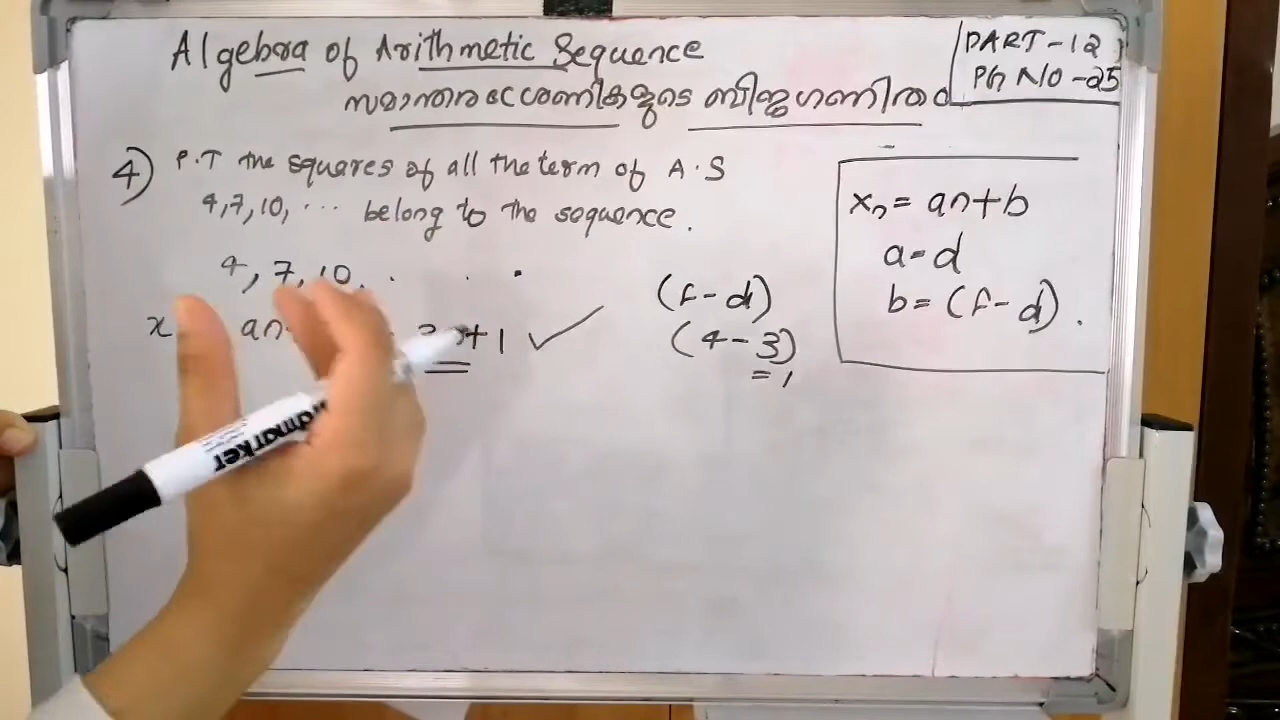 Algebra of Arithmetic Sequence
സമാന്തരശ്രേണികളുടെ ബീജഗണിതം
PART-12
PG NO-25
4) P.T the squares of all the term of A.S
4,7,10, ... belong to the sequence.
4, 7, 10, . . .
x an +1
(f-d)
(4-3)
=1
xn = an+b
a=d
b= (f-d).